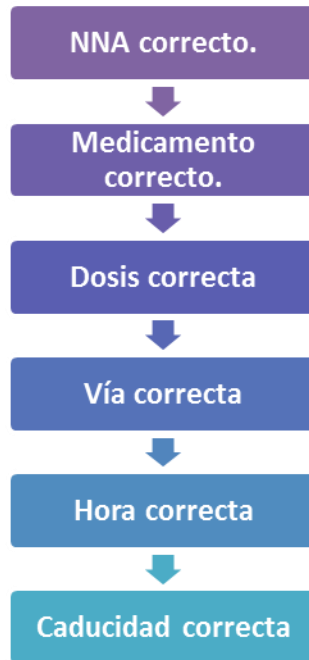 NNA correcto.
Medicamento
correcto.
Dosis correcta
Vía correcta
Hora correcta
Caducidad correcta